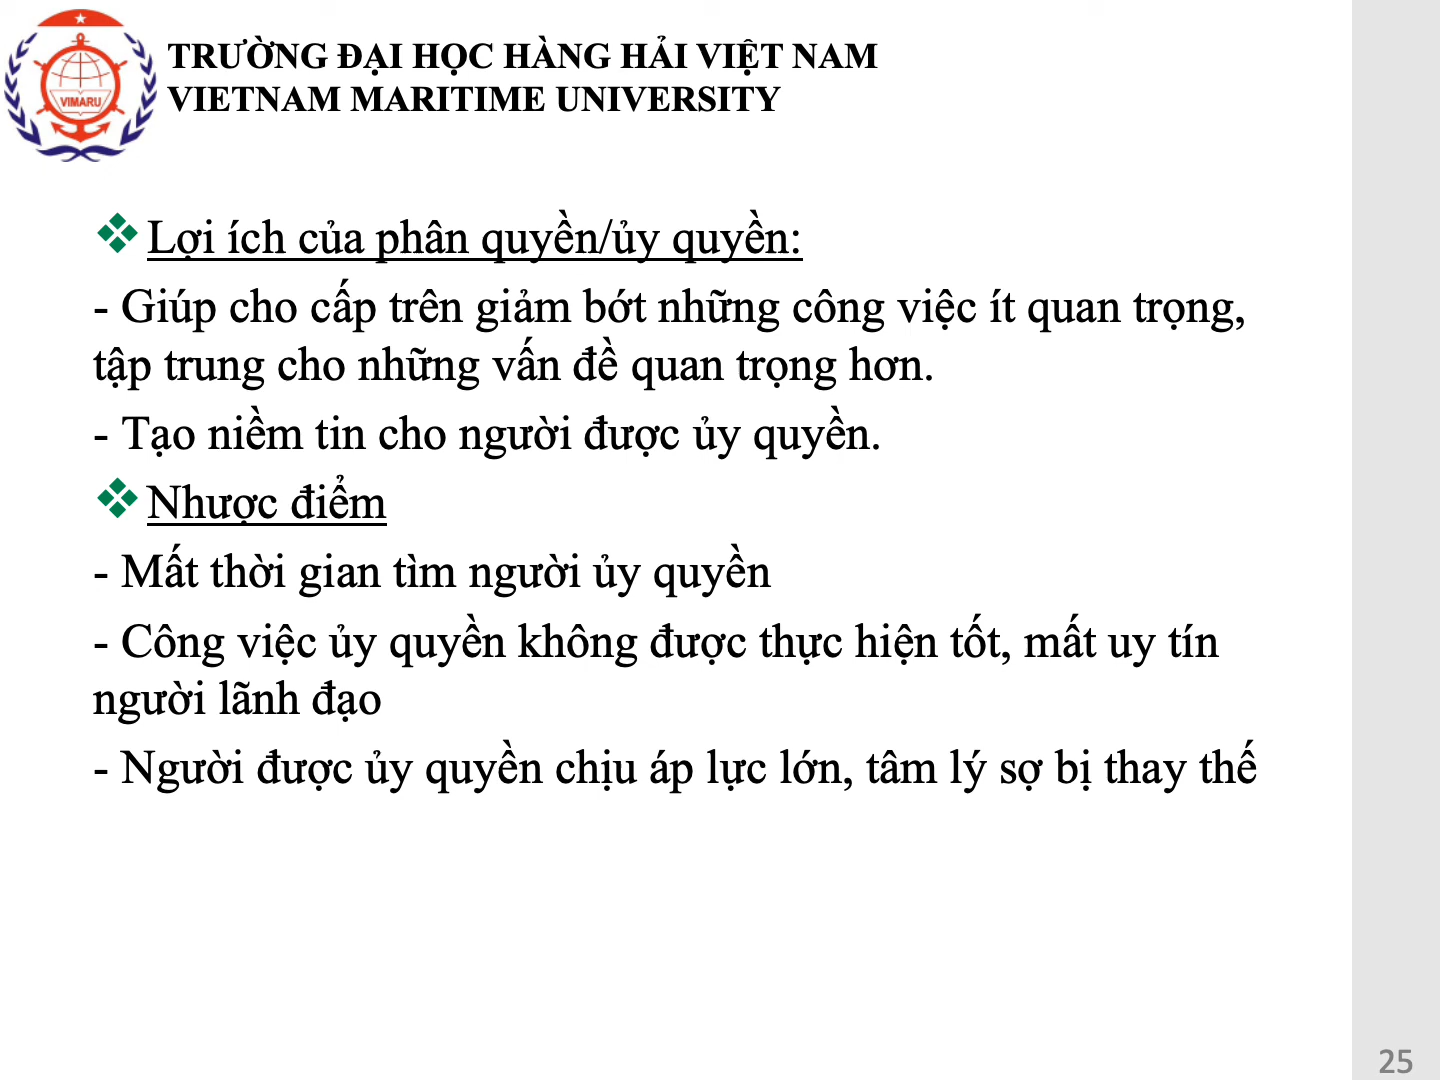 VIMARU
TRƯỜNG ĐẠI HỌC HÀNG HẢI VIỆT NAM
VIETNAM MARITIME UNIVERSITY
Lợi ích của phân quyền/ủy quyền:
- Giúp cho cấp trên giảm bớt những công việc ít quan trọng,
tập trung cho những vấn đề quan trọng hơn.
- Tạo niềm tin cho người được ủy quyền.
Nhược điểm
- Mất thời gian tìm người ủy quyền
- Công việc ủy quyền không được thực hiện tốt, mất uy tín
người lãnh đạo
- Người được ủy quyền chịu áp lực lớn, tâm lý sợ bị thay thế
25